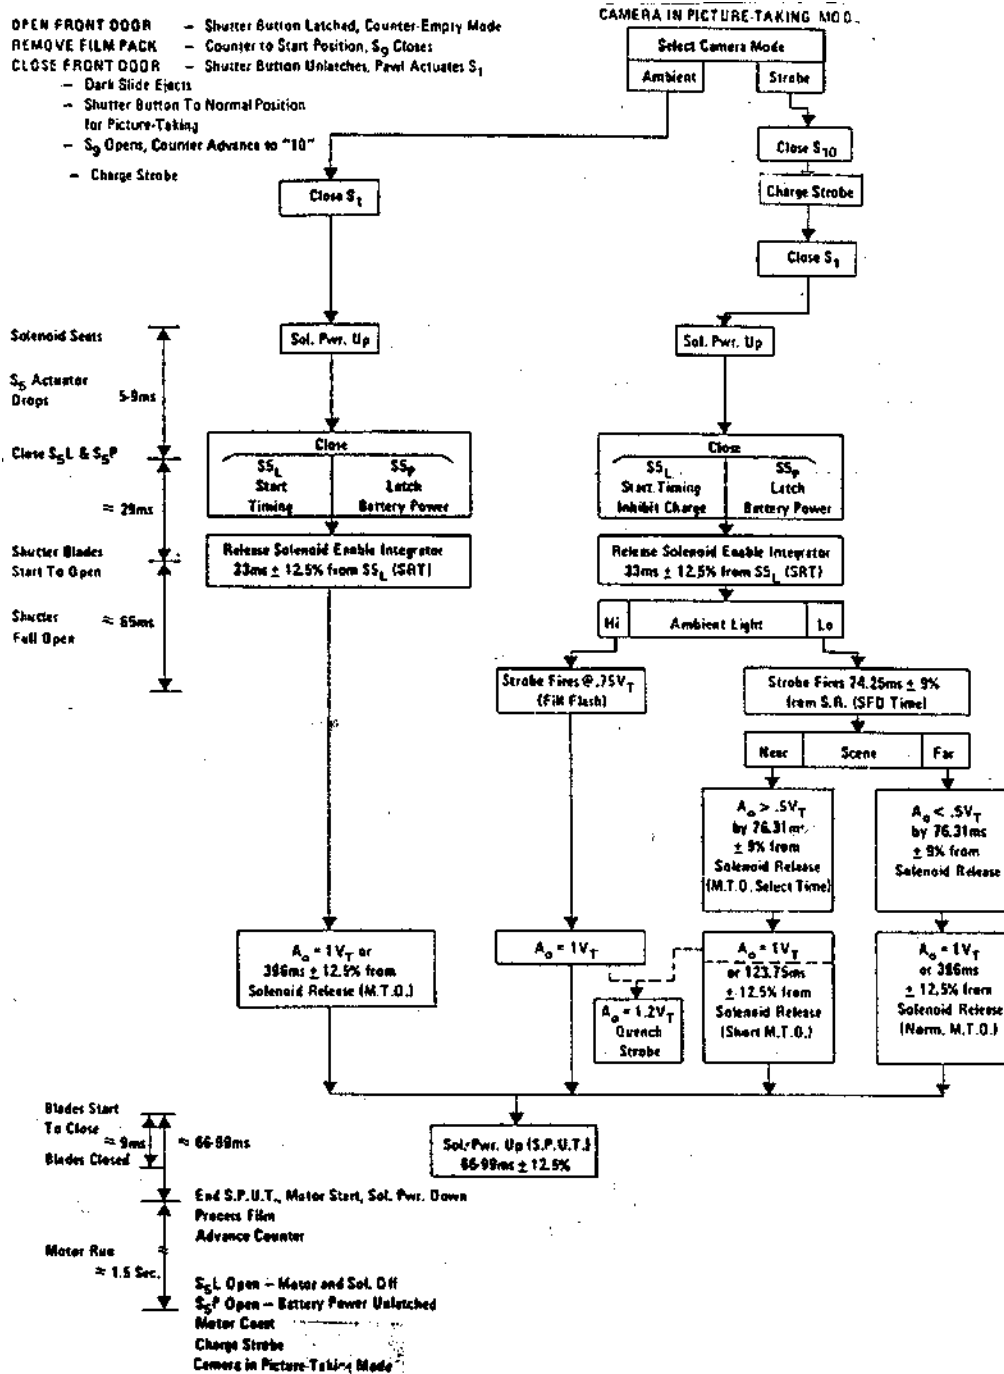 OPEN FRONT DOOR – Shutter Button Latched, Counter-Empty Mode
REMOVE FILM PACK – Counter to Start Position, S9 Closes
CLOSE FRONT DOOR – Shutter Button Unlatches, Pawl Actuates S1
– Dark Slide Ejects
– Shutter Button To Normal Position
for Picture-Taking
– S9 Opens, Counter Advance to "10"
– Charge Strobe
CAMERA IN PICTURE-TAKING MOD
Select Camera Mode
Ambient
Strobe
Close S10
Charge Strobe
Close S1
Close S1
Sol. Pwr. Up
Sol. Pwr. Up
Solenoid Seats
S5 Actuator
Drops
5-9ms
Close S5L & S5P
≈ 29ms
Shutter Blades
Start To Open
Shutter
Full Open
≈ 65ms
Close
S5L
Start
Timing
S5P
Latch
Battery Power
Close
S5L
Start Timing
Inhibit Charge
S5P
Latch
Battery Power
Release Solenoid Enable Integrator
33ms ± 12.5% from S5L (SRT)
Release Solenoid Enable Integrator
33ms ± 12.5% from S5L (SRT)
Hi
Ambient Light
Lo
Strobe Fires @ .75VT
(Fill Flash)
Strobe Fires 74.25ms ± 9%
from S.R. (SFD Time)
Near
Scene
Far
Ao > .5VT
by 76.31ms
± 9% from
Solenoid Release
(M.T.O. Select Time)
Ao < .5VT
by 76.31ms
± 9% from
Solenoid Release
Ao = 1VT or
396ms ± 12.5% from
Solenoid Release (M.T.O.)
Ao = 1VT
Ao = 1.2VT
Quench
Strobe
Ao = 1VT
or 123.75ms
± 12.5% from
Solenoid Release
(Short M.T.O.)
Ao = 1VT
or 396ms
± 12.5% from
Solenoid Release
(Norm. M.T.O.)
Sol. Pwr. Up (S.P.U.T.)
66-99ms ± 12.5%
Blades Start
To Close
≈ 9ms
≈ 66-99ms
Blades Closed
End S.P.U.T., Motor Start, Sol. Pwr. Down
Process Film
Advance Counter
Motor Run
≈ 1.5 Sec.
S5L Open – Motor and Sol. Off
S5P Open – Battery Power Unlatched
Motor Coast
Charge Strobe
Camera in Picture-Taking Mode